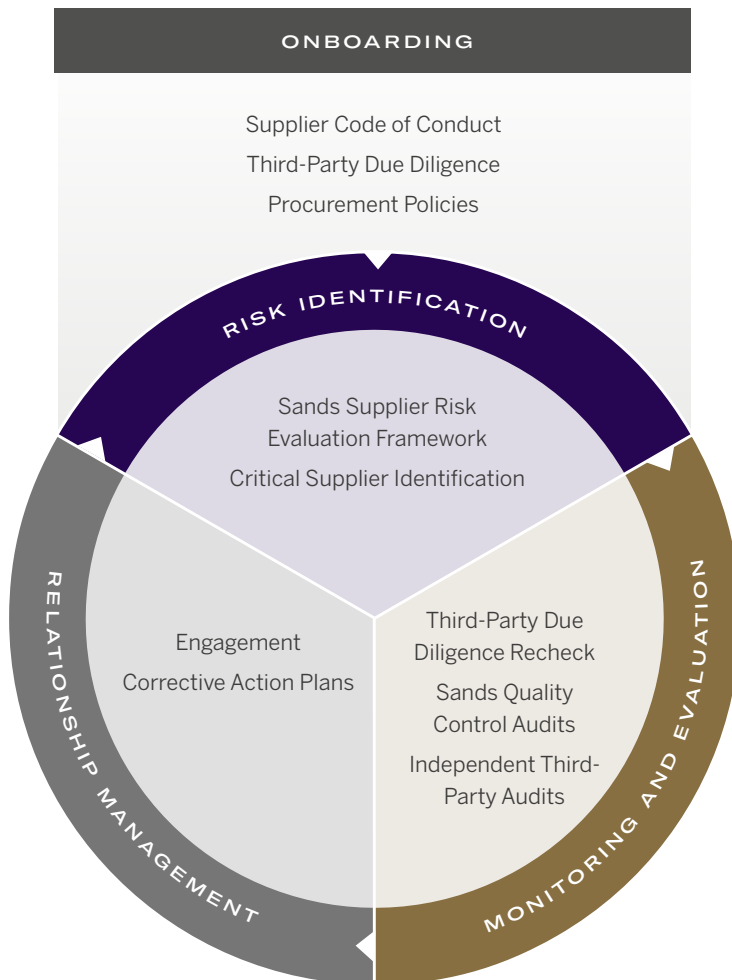 ONBOARDING
Supplier Code of Conduct
Third-Party Due Diligence
Procurement Policies
RISK IDENTIFICATION
Sands Supplier Risk
Evaluation Framework
Critical Supplier Identification
MONITORING AND EVALUATION
Third-Party Due
Diligence Recheck
Sands Quality
Control Audits
Independent Third-
Party Audits
RELATIONSHIP MANAGEMENT
Engagement
Corrective Action Plans